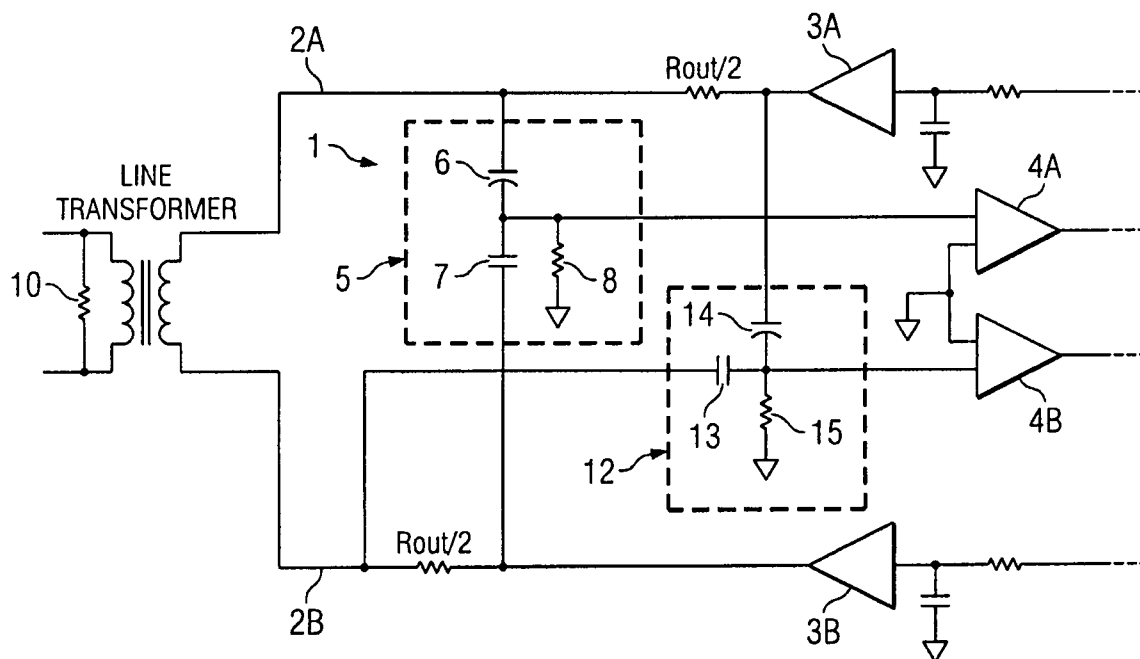 2A
3A
Rout/2
1
6
4A
LINE
TRANSFORMER
10
5
7
8
14
13
15
4B
12
Rout/2
2B
3B